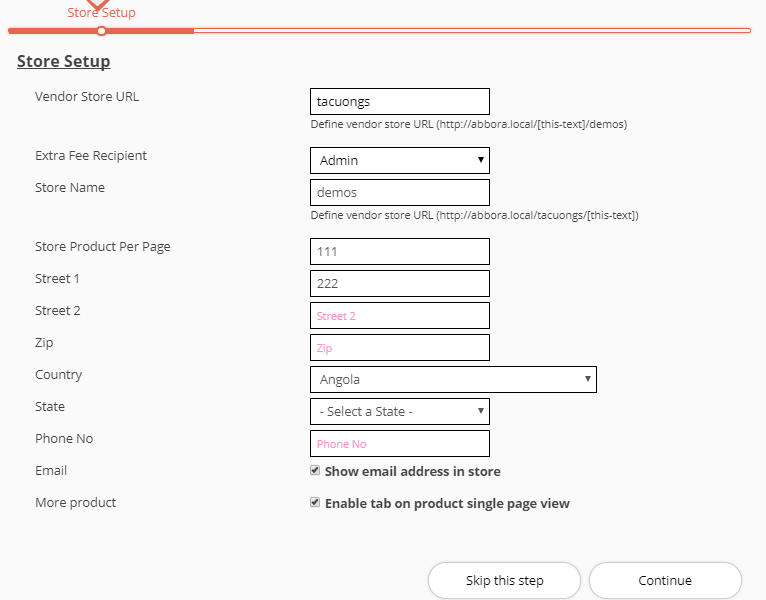 Store Setup
Store Setup
Vendor Store URL
tacuongs
Define vendor store URL (http://abbora.local/[this-text]/demos)
Extra Fee Recipient
Admin
Store Name
demos
Define vendor store URL (http://abbora.local/tacuongs/[this-text])
Store Product Per Page
111
Street 1
222
Street 2
Street 2
Zip
Zip
Country
Angola
State
- Select a State -
Phone No
Phone No
Email
Show email address in store
More product
Enable tab on product single page view
Skip this step
Continue